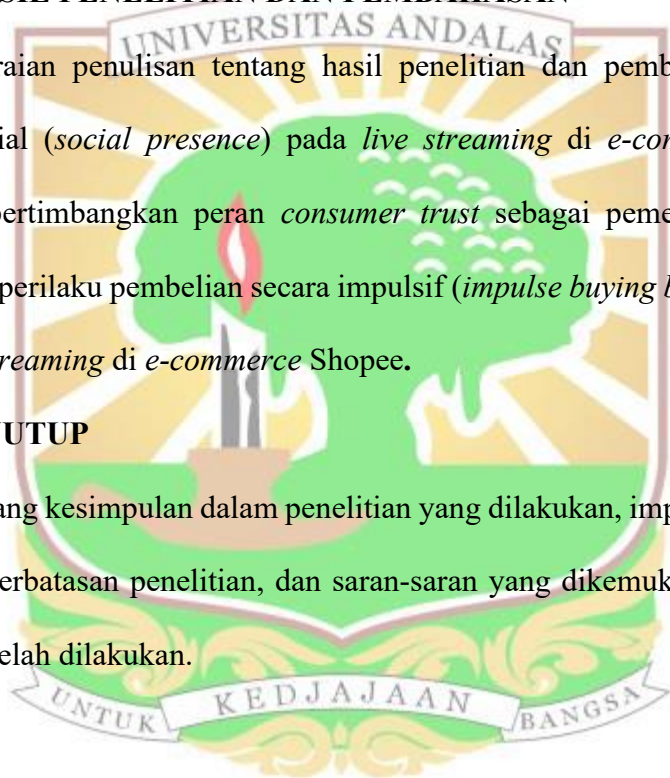 SIL PENELITIAN DAN PEMBAHASAN
UNIVERSITAS ANDALAS
raian penulisan tentang hasil penelitian dan pemb
ial (social presence) pada live streaming di e-con
pertimbangkan peran consumer trust sebagai peme
perilaku pembelian secara impulsif (impulse buying b
reaming di e-commerce Shopee.
UTUP
ang kesimpulan dalam penelitian yang dilakukan, imp
erbatasan penelitian, dan saran-saran yang dikemuk
elah dilakukan.
UNTUK KEDJAJAAN BANGSA